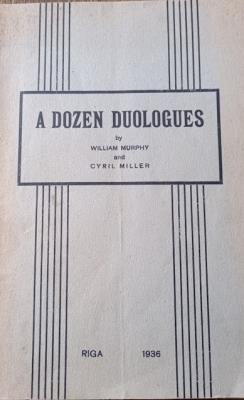 A DOZEN DUOLOGUES
by
WILLIAM MURPHY
and
CYRIL MILLER
RIGA 1936